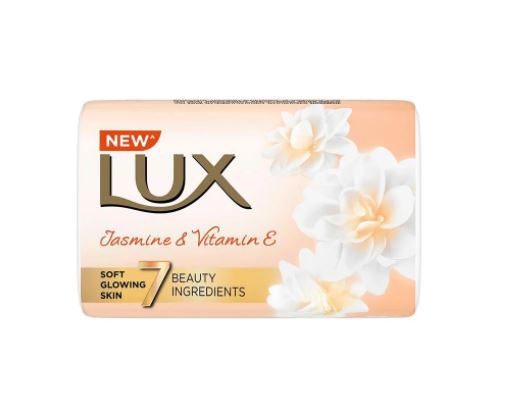 NEW^
LUX
Jasmine & Vitamin E
SOFT
GLOWING
SKIN
7
BEAUTY
INGREDIENTS